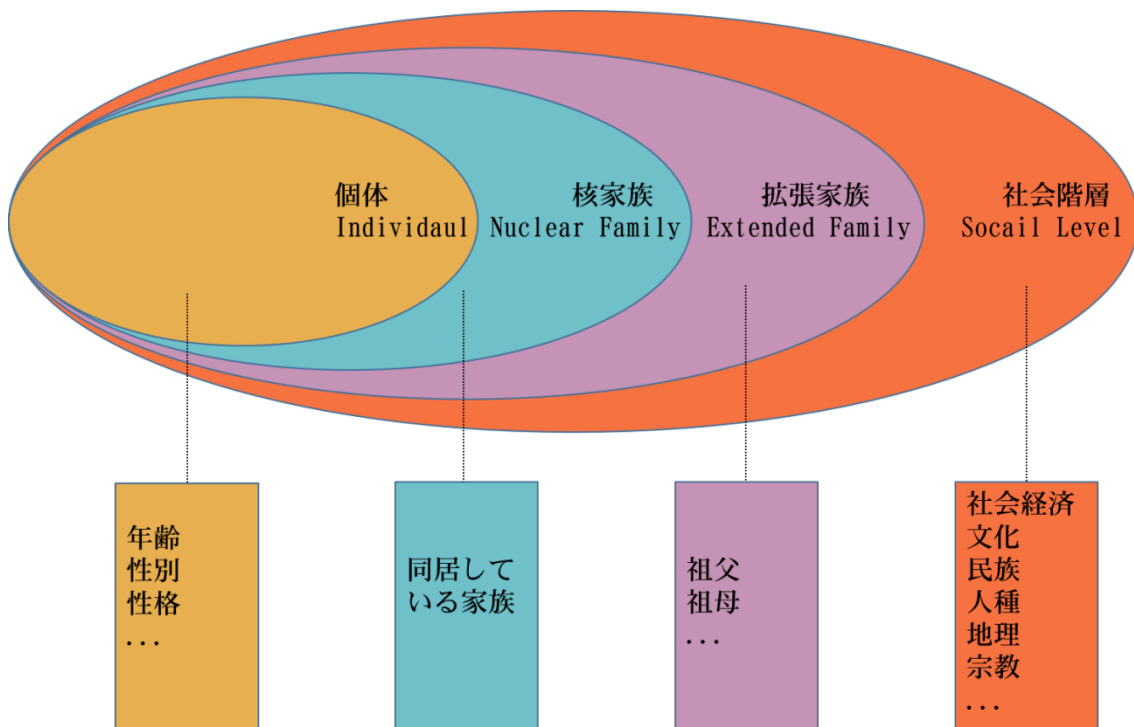 個体
Individaul
核家族
Nuclear Family
拡張家族
Extended Family
社会階層
Socail Level
年齢
性別
性格
...
同居して
いる家族
祖父
祖母
...
社会経済
文化
民族
人種
地理
宗教
...